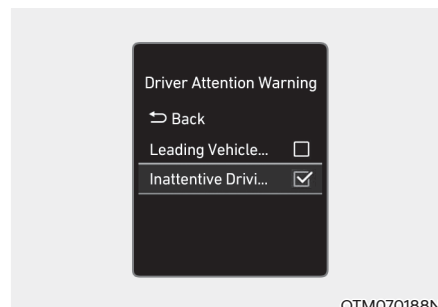 Driver Attention Warning
Back
Leading Vehicle...
Inattentive Drivi...
OTM070188N